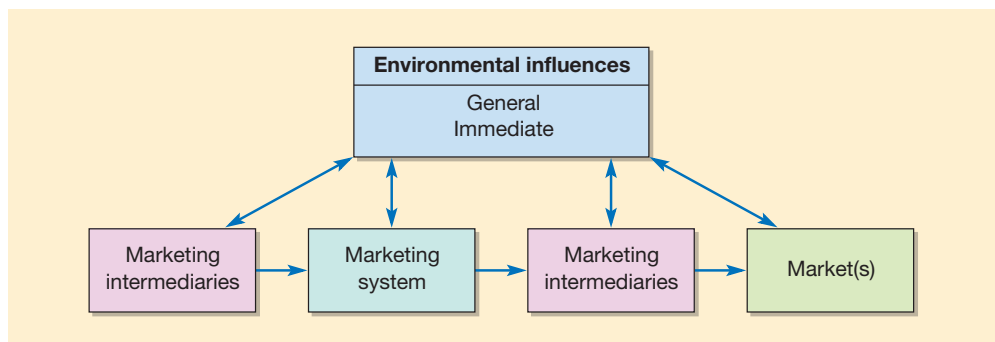 Environmental influences
General
Immediate
Marketing
intermediaries
Marketing
system
Marketing
intermediaries
Market(s)